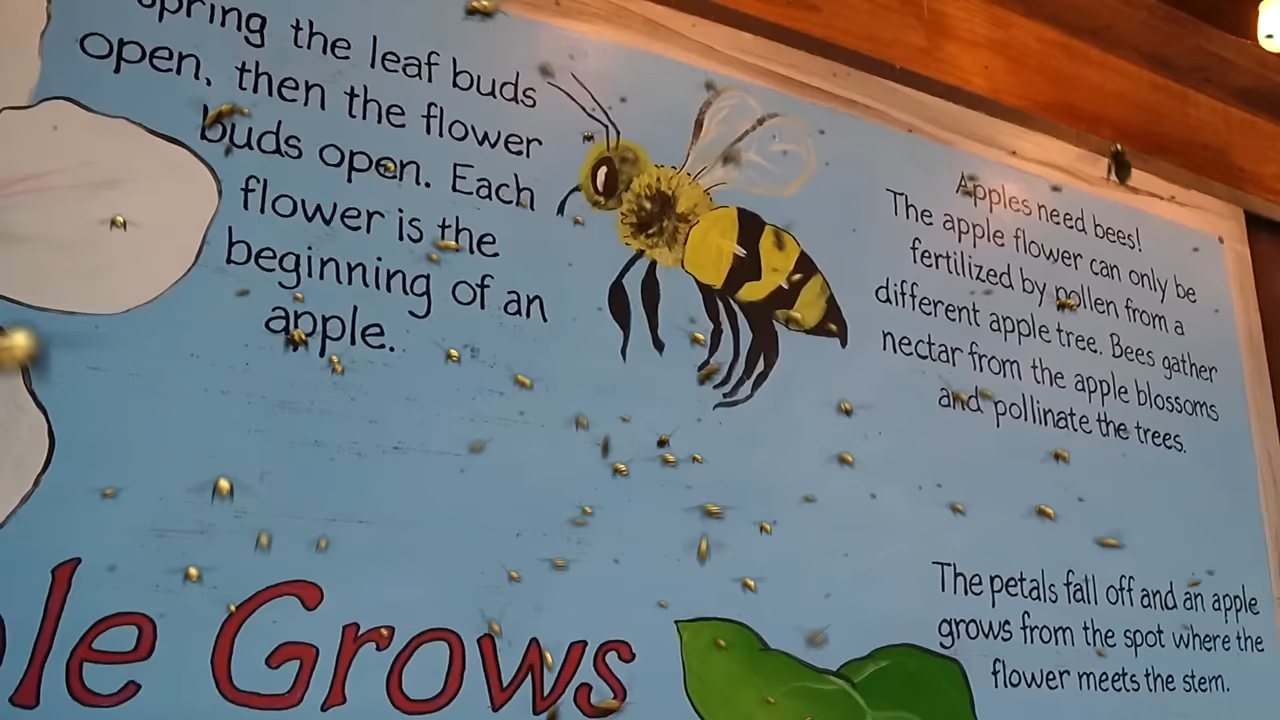 Spring the leaf buds
open, then the flower
buds open. Each
flower is the
beginning of an
apple.
Apples need bees!
The apple flower can only be
fertilized by pollen from a
different apple tree. Bees gather
nectar from the apple blossoms
and pollinate the trees.
The petals fall off and an apple
grows from the spot where the
flower meets the stem.
le Grows